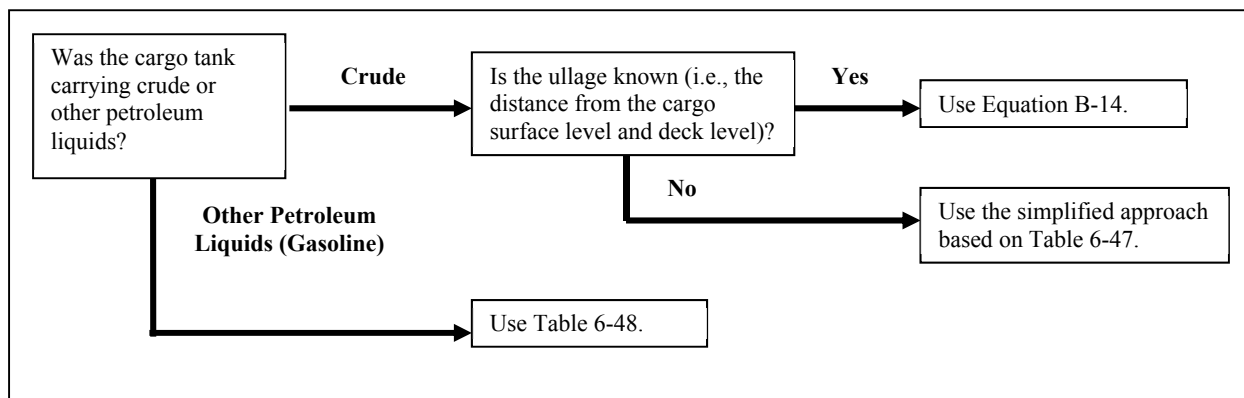 Was the cargo tank
carrying crude or
other petroleum
liquids?
Crude
Is the ullage known (i.e., the
distance from the cargo
surface level and deck level)?
Yes
Use Equation B-14.
No
Use the simplified approach
based on Table 6-47.
Other Petroleum
Liquids (Gasoline)
Use Table 6-48.